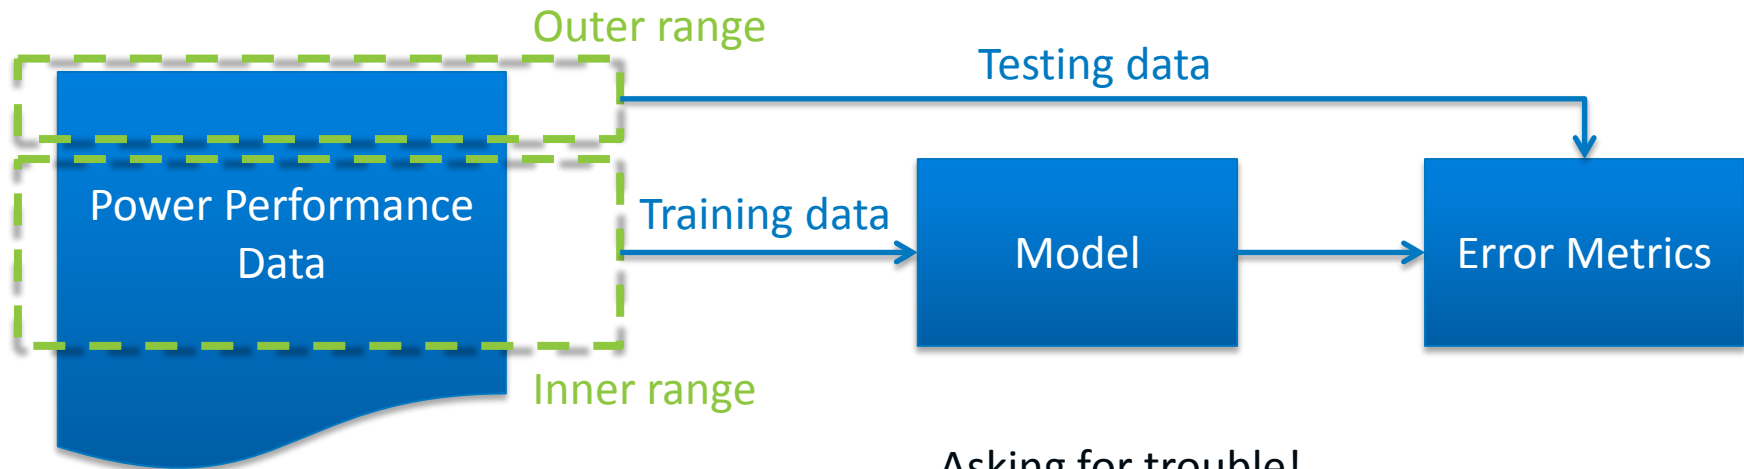 Outer range
Testing data
Power Performance
Data
Training data
Model
Error Metrics
Inner range
Asking for trouble!